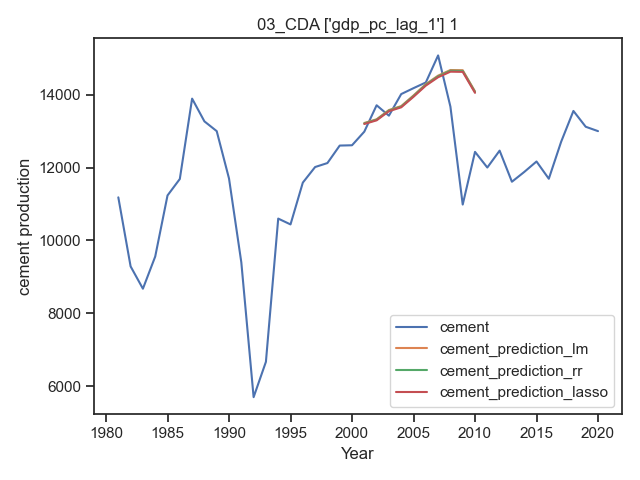 03_CDA ['gdp_pc_lag_1'] 1
cement production
14000
12000
10000
8000
6000
cement
cement_prediction_lm
cement_prediction_rr
cement_prediction_lasso
1980 1985 1990 1995 2000 2005 2010 2015 2020
Year